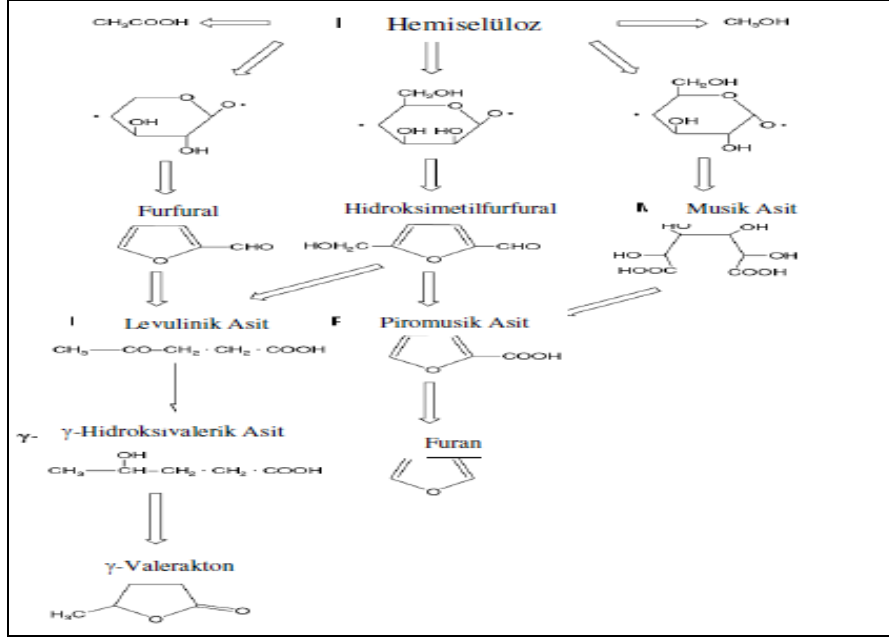 CH₃COOH Hemiselüloz CH₃OH
CH₂OH CH₂OH
O O· O O· O O·
OH OH OH HO OH OH
Furfural Hidroksimetilfurfural Musik Asit
O CHO HOH₂C O CHO HO OH
HO OH
HOOC COOH
Levulinik Asit F Piromusik Asit
CH₃—CO—CH₂·CH₂·COOH O COOH
γ- γ-Hidroksıvalerik Asit Furan
OH
CH₃—CH–CH₂·CH₂·COOH O
γ-Valerakton
H₃C O O